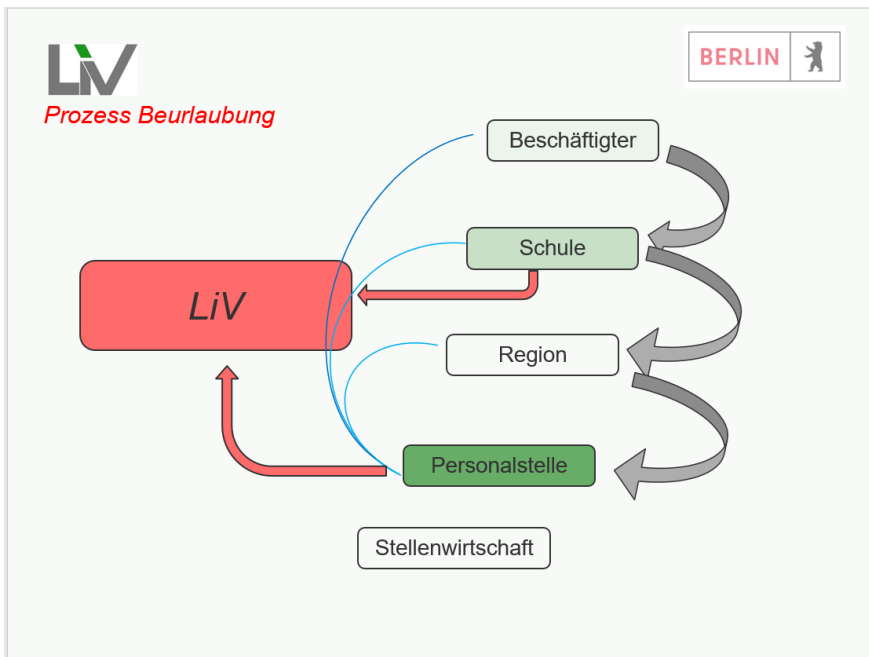 LiV
BERLIN
Prozess Beurlaubung
Beschäftigter
Schule
LiV
Region
Personalstelle
Stellenwirtschaft